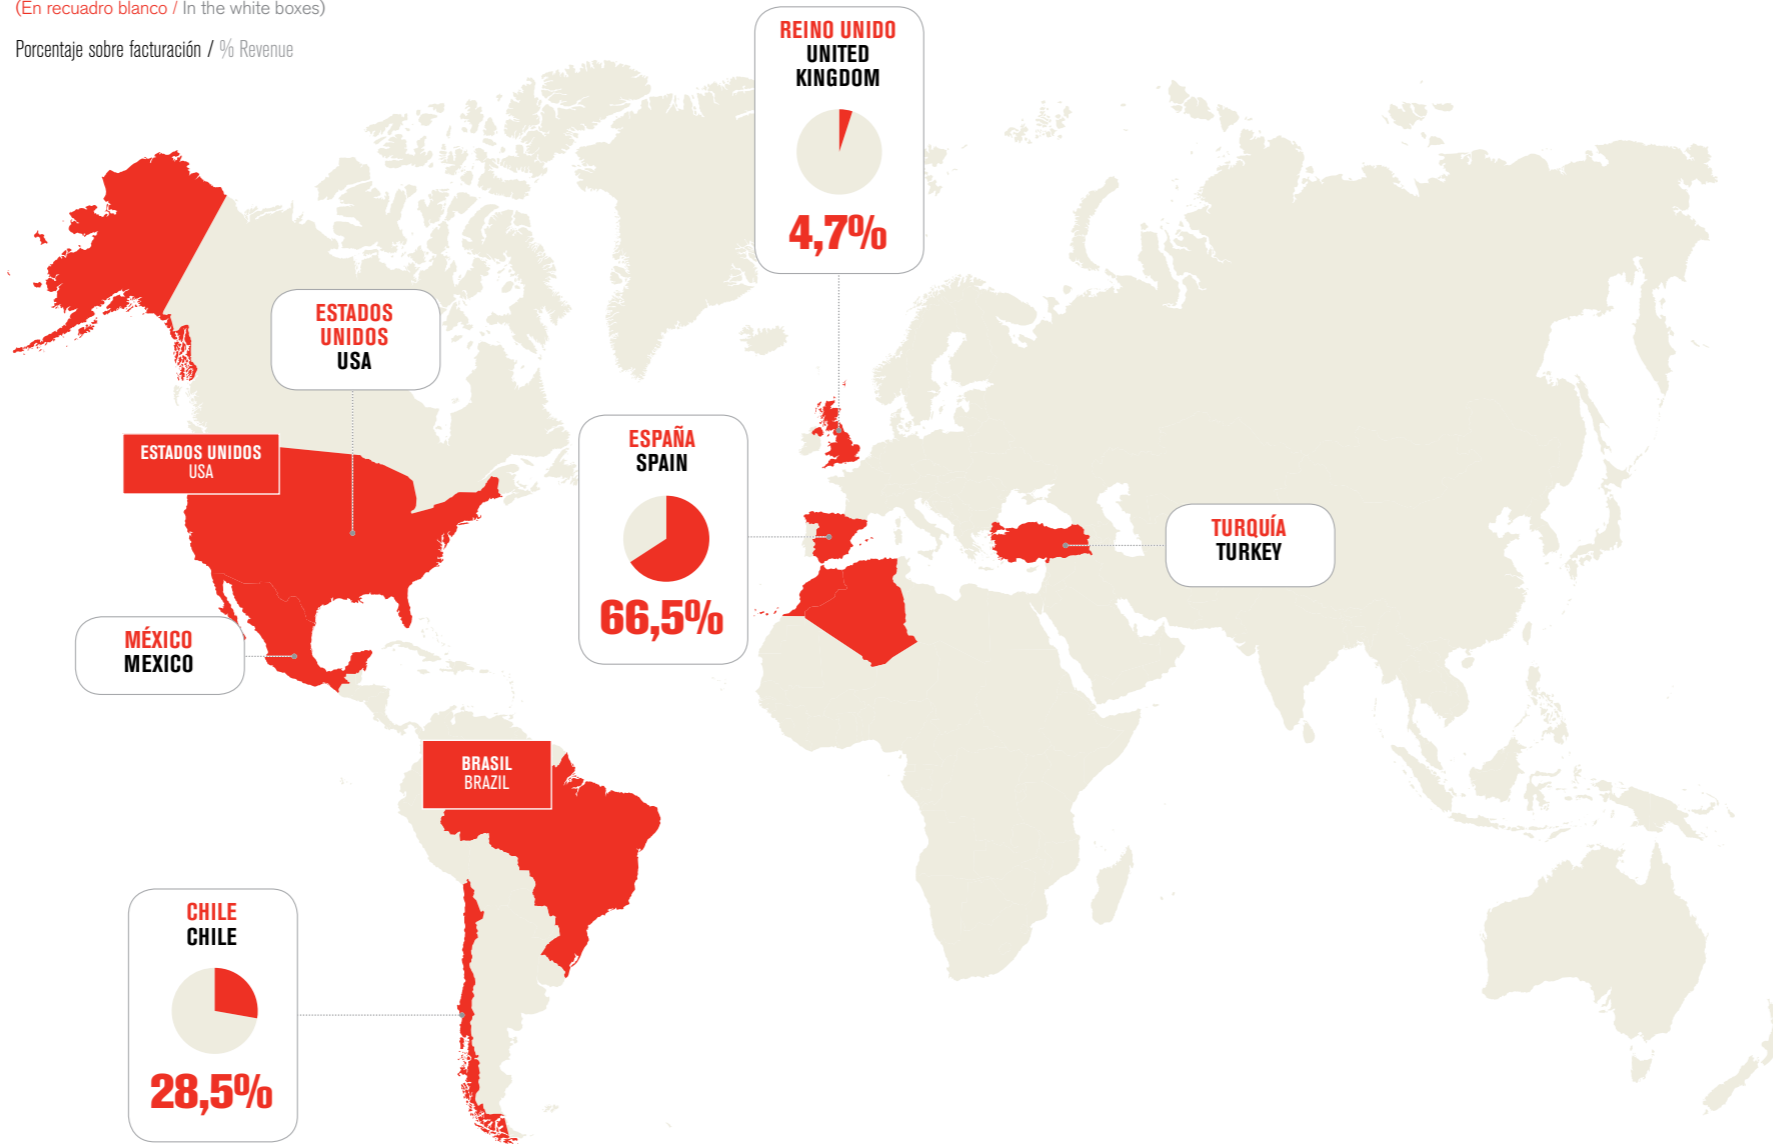 (En recuadro blanco / In the white boxes)
Porcentaje sobre facturación / % Revenue
REINO UNIDO
UNITED
KINGDOM
4,7%
ESTADOS
UNIDOS
USA
ESTADOS UNIDOS
USA
ESPAÑA
SPAIN
66,5%
TURQUÍA
TURKEY
MÉXICO
MEXICO
BRASIL
BRAZIL
CHILE
CHILE
28,5%